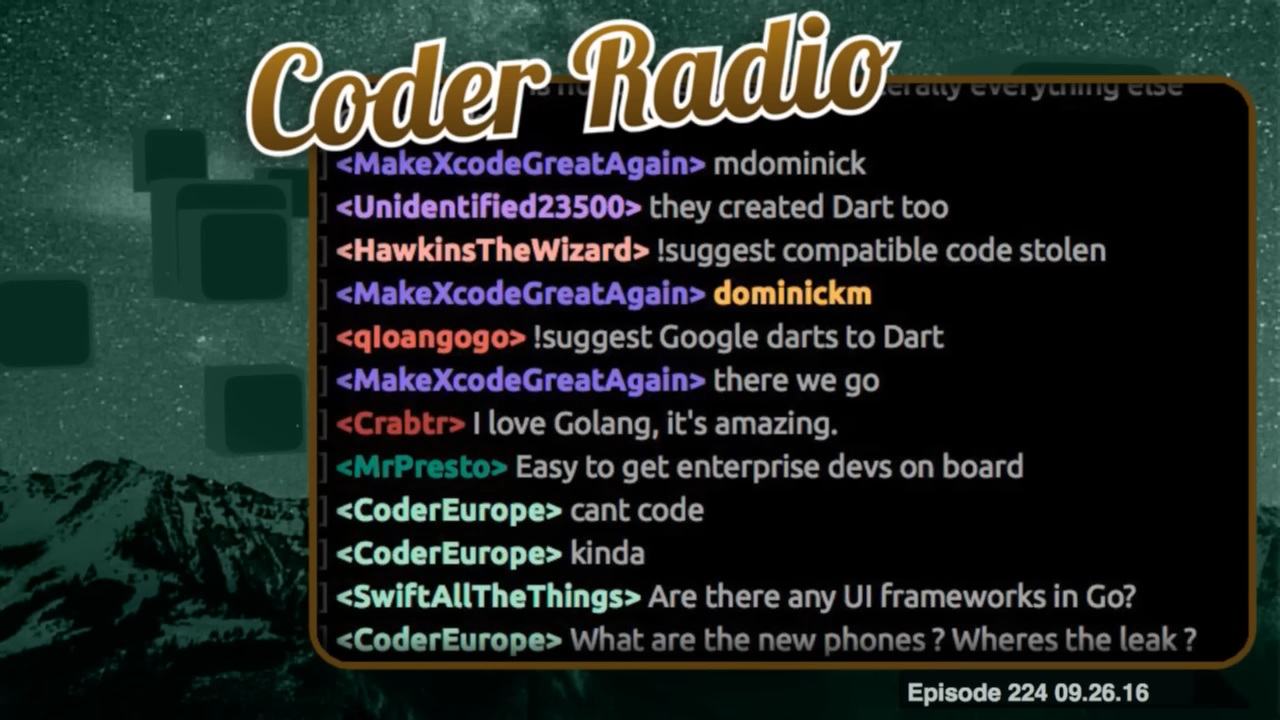 Coder Radio
erally everything else
<MakeXcodeGreatAgain> mdominick
<Unidentified23500> they created Dart too
<HawkinsTheWizard> !suggest compatible code stolen
<MakeXcodeGreatAgain> dominickm
<qloangogo> !suggest Google darts to Dart
<MakeXcodeGreatAgain> there we go
<Crabtr> I love Golang, it's amazing.
<MrPresto> Easy to get enterprise devs on board
<CoderEurope> cant code
<CoderEurope> kinda
<SwiftAllTheThings> Are there any UI frameworks in Go?
<CoderEurope> What are the new phones ? Wheres the leak ?
Episode 224 09.26.16